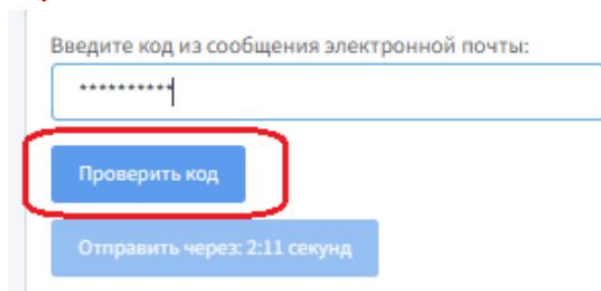 Введите код из сообщения электронной почты:
**********
Проверить код
Отправить через: 2:11 секунд